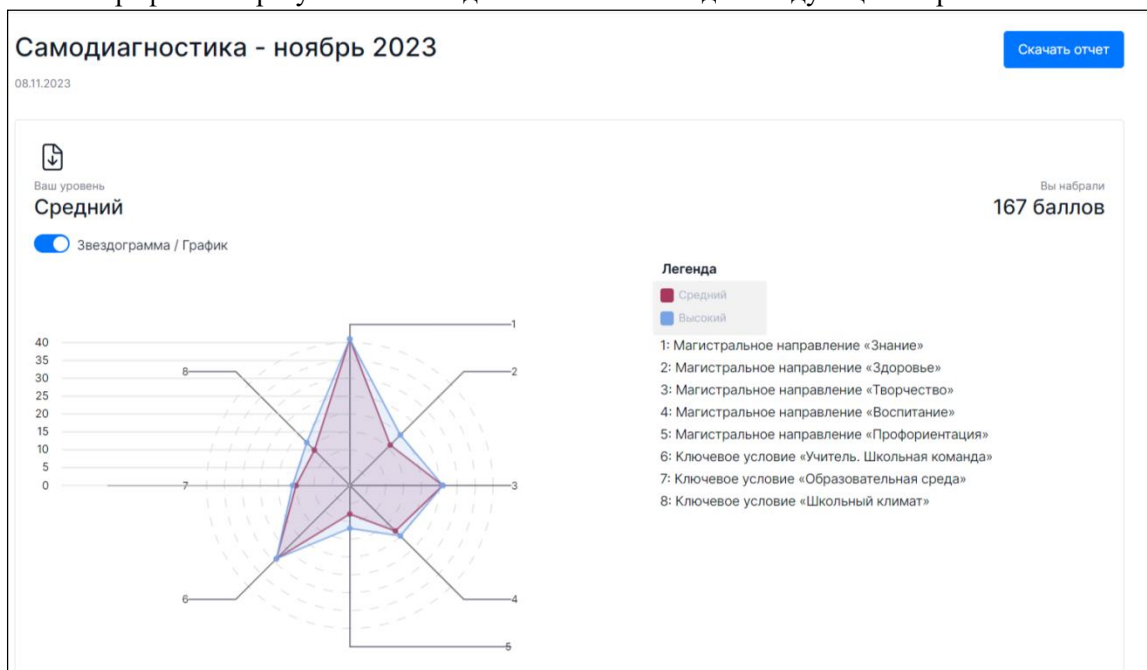 Самодиагностика - ноябрь 2023
Скачать отчет
08.11.2023
Ваш уровень
Средний
Вы набрали
167 баллов
Звездограмма / График
Легенда
Средний
Высокий
1: Магистральное направление «Знание»
2: Магистральное направление «Здоровье»
3: Магистральное направление «Творчество»
4: Магистральное направление «Воспитание»
5: Магистральное направление «Профориентация»
6: Ключевое условие «Учитель. Школьная команда»
7: Ключевое условие «Образовательная среда»
8: Ключевое условие «Школьный климат»
40
35
30
25
20
15
10
5
0
1
2
3
4
5
6
7
8